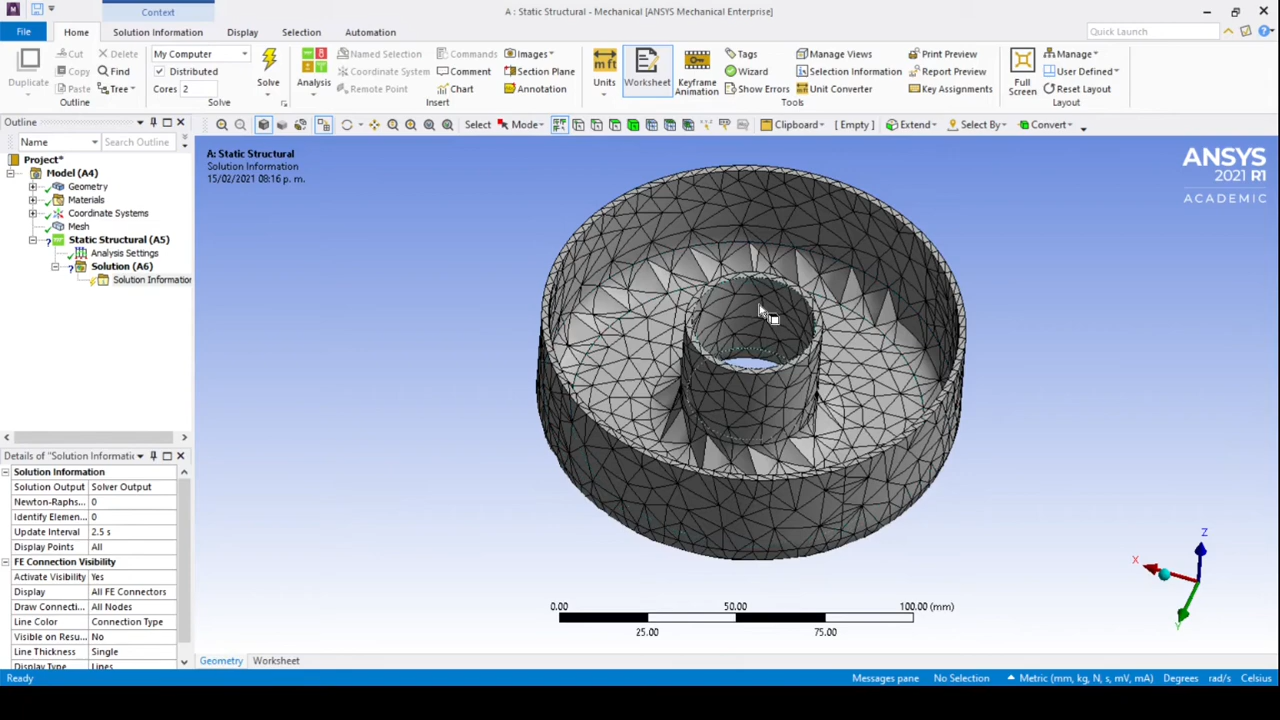 Context
A : Static Structural - Mechanical [ANSYS Mechanical Enterprise]
File Home Solution Information Display Selection Automation Quick Launch
Duplicate
Cut Delete
Copy Find
Paste Tree
Outline
My Computer
Distributed
Cores 2
Solve
Solve
Analysis
Named Selection Commands Images
Coordinate System Comment Section Plane
Remote Point Chart Annotation
Insert
Units
Worksheet
Keyframe
Animation
Tags Manage Views Print Preview
Wizard Selection Information Report Preview
Show Errors Unit Converter Key Assignments
Tools
Full
Screen
Manage
User Defined
Reset Layout
Layout
Outline
Name Search Outline
Select Mode Clipboard [ Empty ] Extend Select By Convert
Project*
Model (A4)
Geometry
Materials
Coordinate Systems
Mesh
Static Structural (A5)
Analysis Settings
Solution (A6)
Solution Information
A: Static Structural
Solution Information
15/02/2021 08:16 p. m.
ANSYS
2021 R1
ACADEMIC
Details of "Solution Informatic
Solution Information
Solution Output Solver Output
Newton-Raphs... 0
Identify Elemen... 0
Update Interval 2.5 s
Display Points All
FE Connection Visibility
Activate Visibility Yes
Display All FE Connectors
Draw Connecti... All Nodes
Line Color Connection Type
Visible on Resu... No
Line Thickness Single
Display Type Lines
0.00 50.00 100.00 (mm)
25.00 75.00
Z
X
Y
Geometry Worksheet
Ready Messages pane No Selection Metric (mm, kg, N, s, mV, mA) Degrees rad/s Celsius